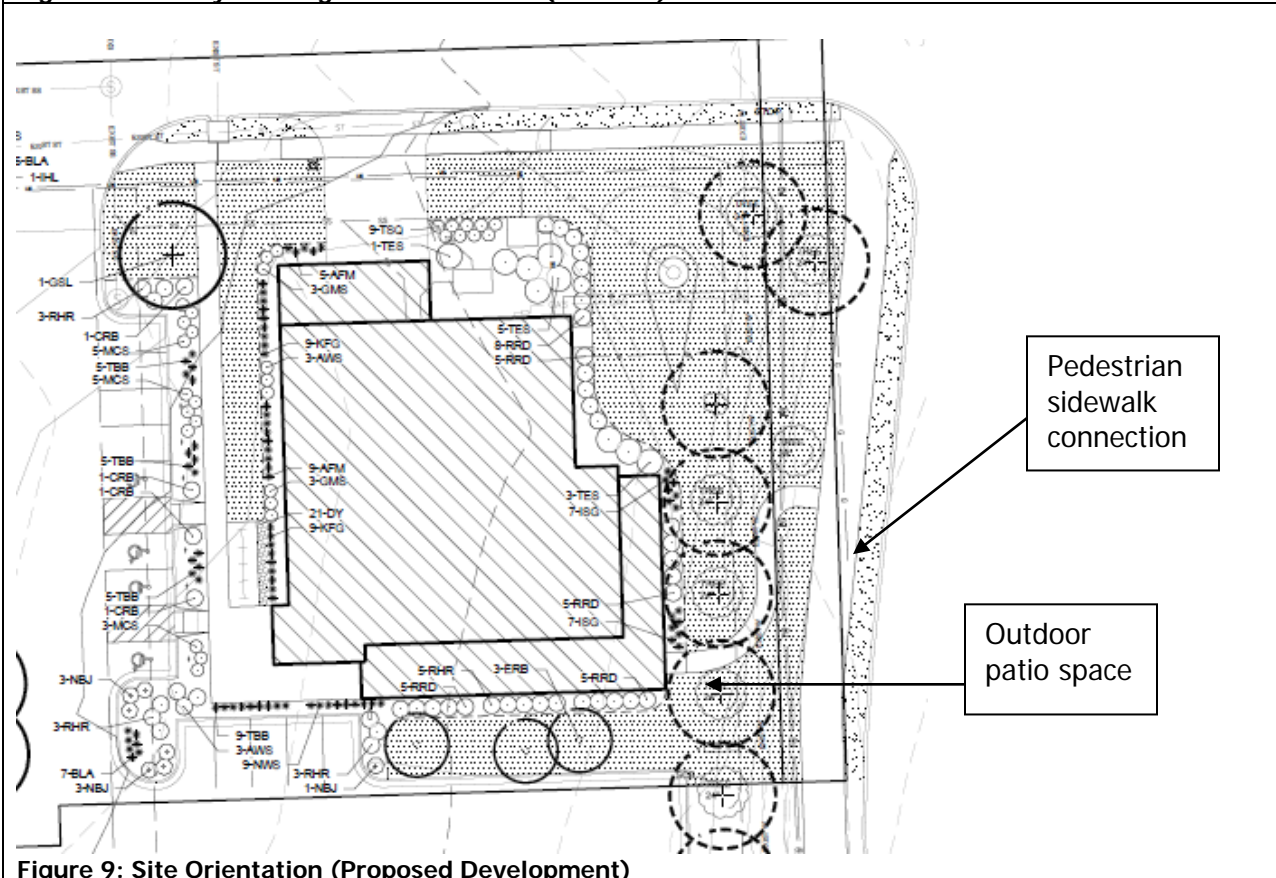 5-BLA
1-IHL
1-GSL
3-RHR
1-CRB
5-MCS
5-TBB
5-MCS
5-TBB
1-CRB
1-CRB
5-TBB
1-CRB
3-MCS
3-NBJ
3-RHR
7-BLA
3-NBJ
9-TSQ
1-TES
5-AFM
3-GMS
9-KFG
3-AWS
9-AFM
3-GMS
21-DY
9-KFG
5-TES
8-RRD
5-RRD
3-TES
7-ISG
5-RRD
7-ISG
5-RHR
5-RRD
3-ERB
5-RRD
9-TBB
3-AWS
9-NWS
3-RHR
1-NBJ
Pedestrian
sidewalk
connection
Outdoor
patio space
Figure 9: Site Orientation (Proposed Development)